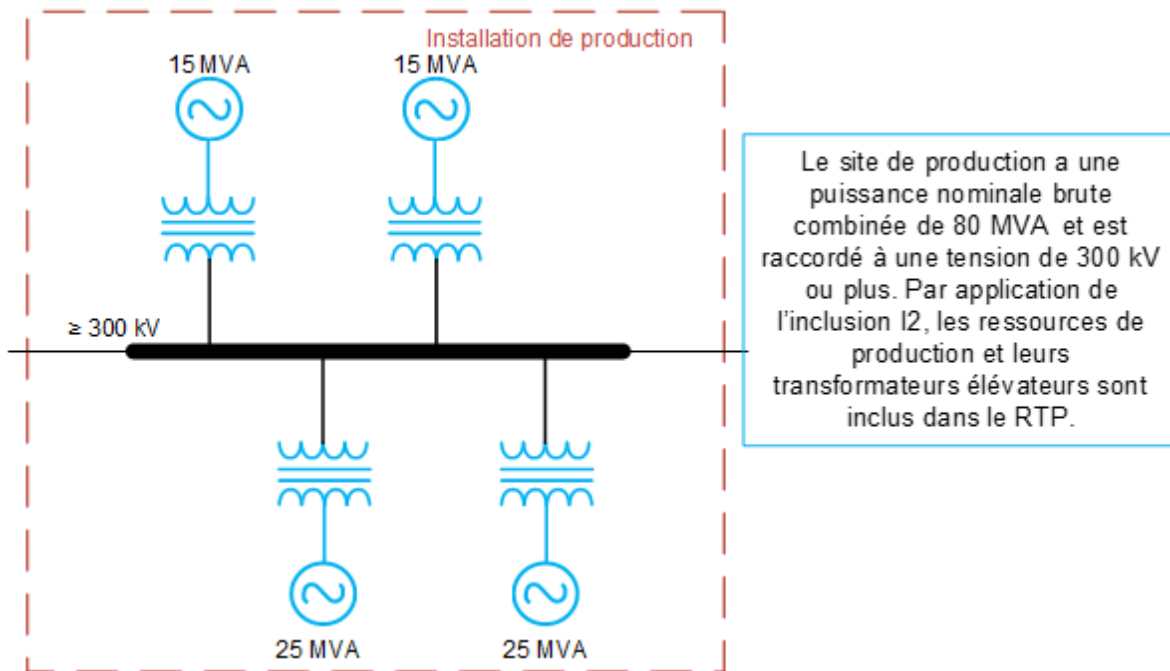 Installation de production
15 MVA
15 MVA
≥ 300 kV
25 MVA
25 MVA
Le site de production a une
puissance nominale brute
combinée de 80 MVA et est
raccordé à une tension de 300 kV
ou plus. Par application de
l'inclusion I2, les ressources de
production et leurs
transformateurs élévateurs sont
inclus dans le RTP.